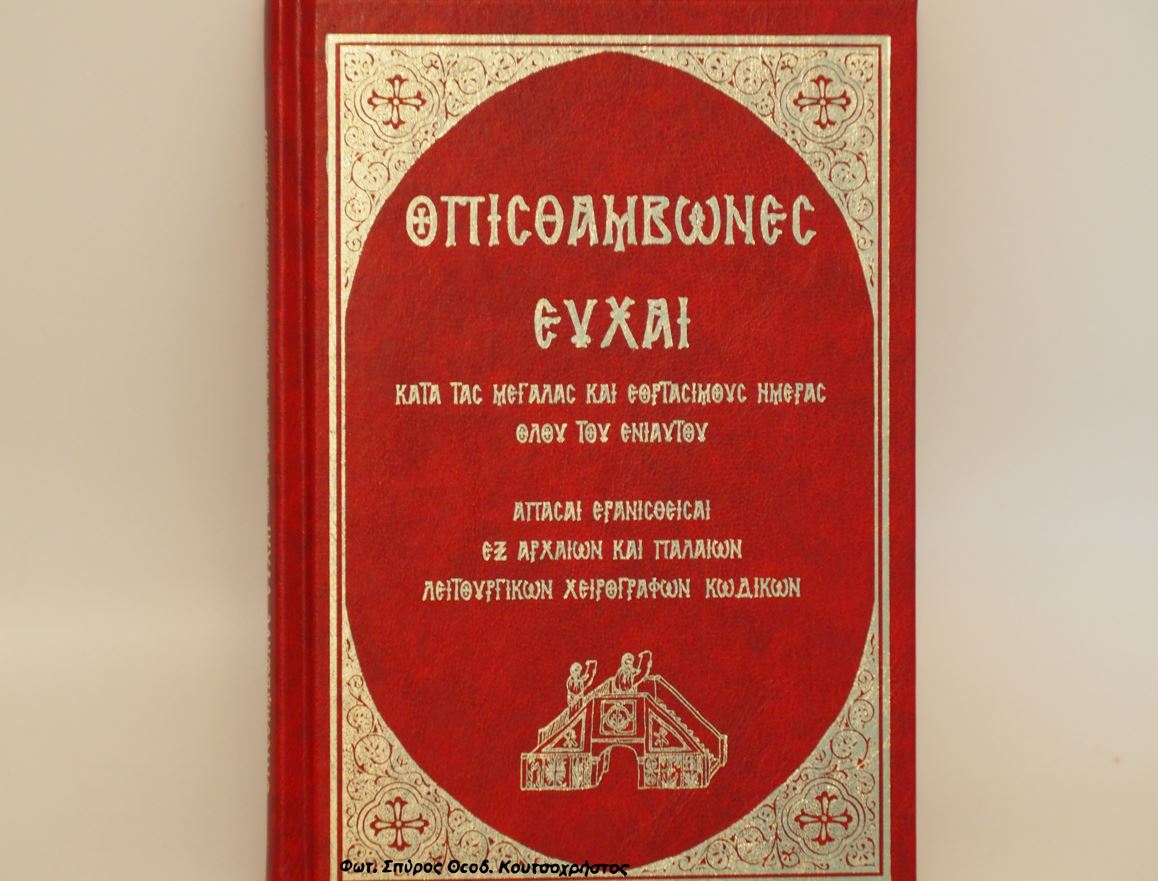 ΟΠΙϹΘΑΜΒΩΝΕϹ
ΕΥΧΑΙ
ΚΑΤΑ ΤΑϹ ΜΕΓΑΛΑϹ ΚΑΙ ΕΟΡΤΑϹΙΜΟΥϹ ΗΜΕΡΑϹ
ΟΛΟΥ ΤΟΥ ΕΝΙΑΥΤΟΥ
ΑΠΑϹΑΙ ΕΡΑΝΙϹΘΕΙϹΑΙ
ΕΞ ΑΡΧΑΙΩΝ ΚΑΙ ΠΑΛΑΙΩΝ
ΛΕΙΤΟΥΡΓΙΚΩΝ ΧΕΙΡΟΓΡΑΦΩΝ ΚΩΔΙΚΩΝ
Φωτ. Σπύρος Θεοδ. Κουτσοχρήστος